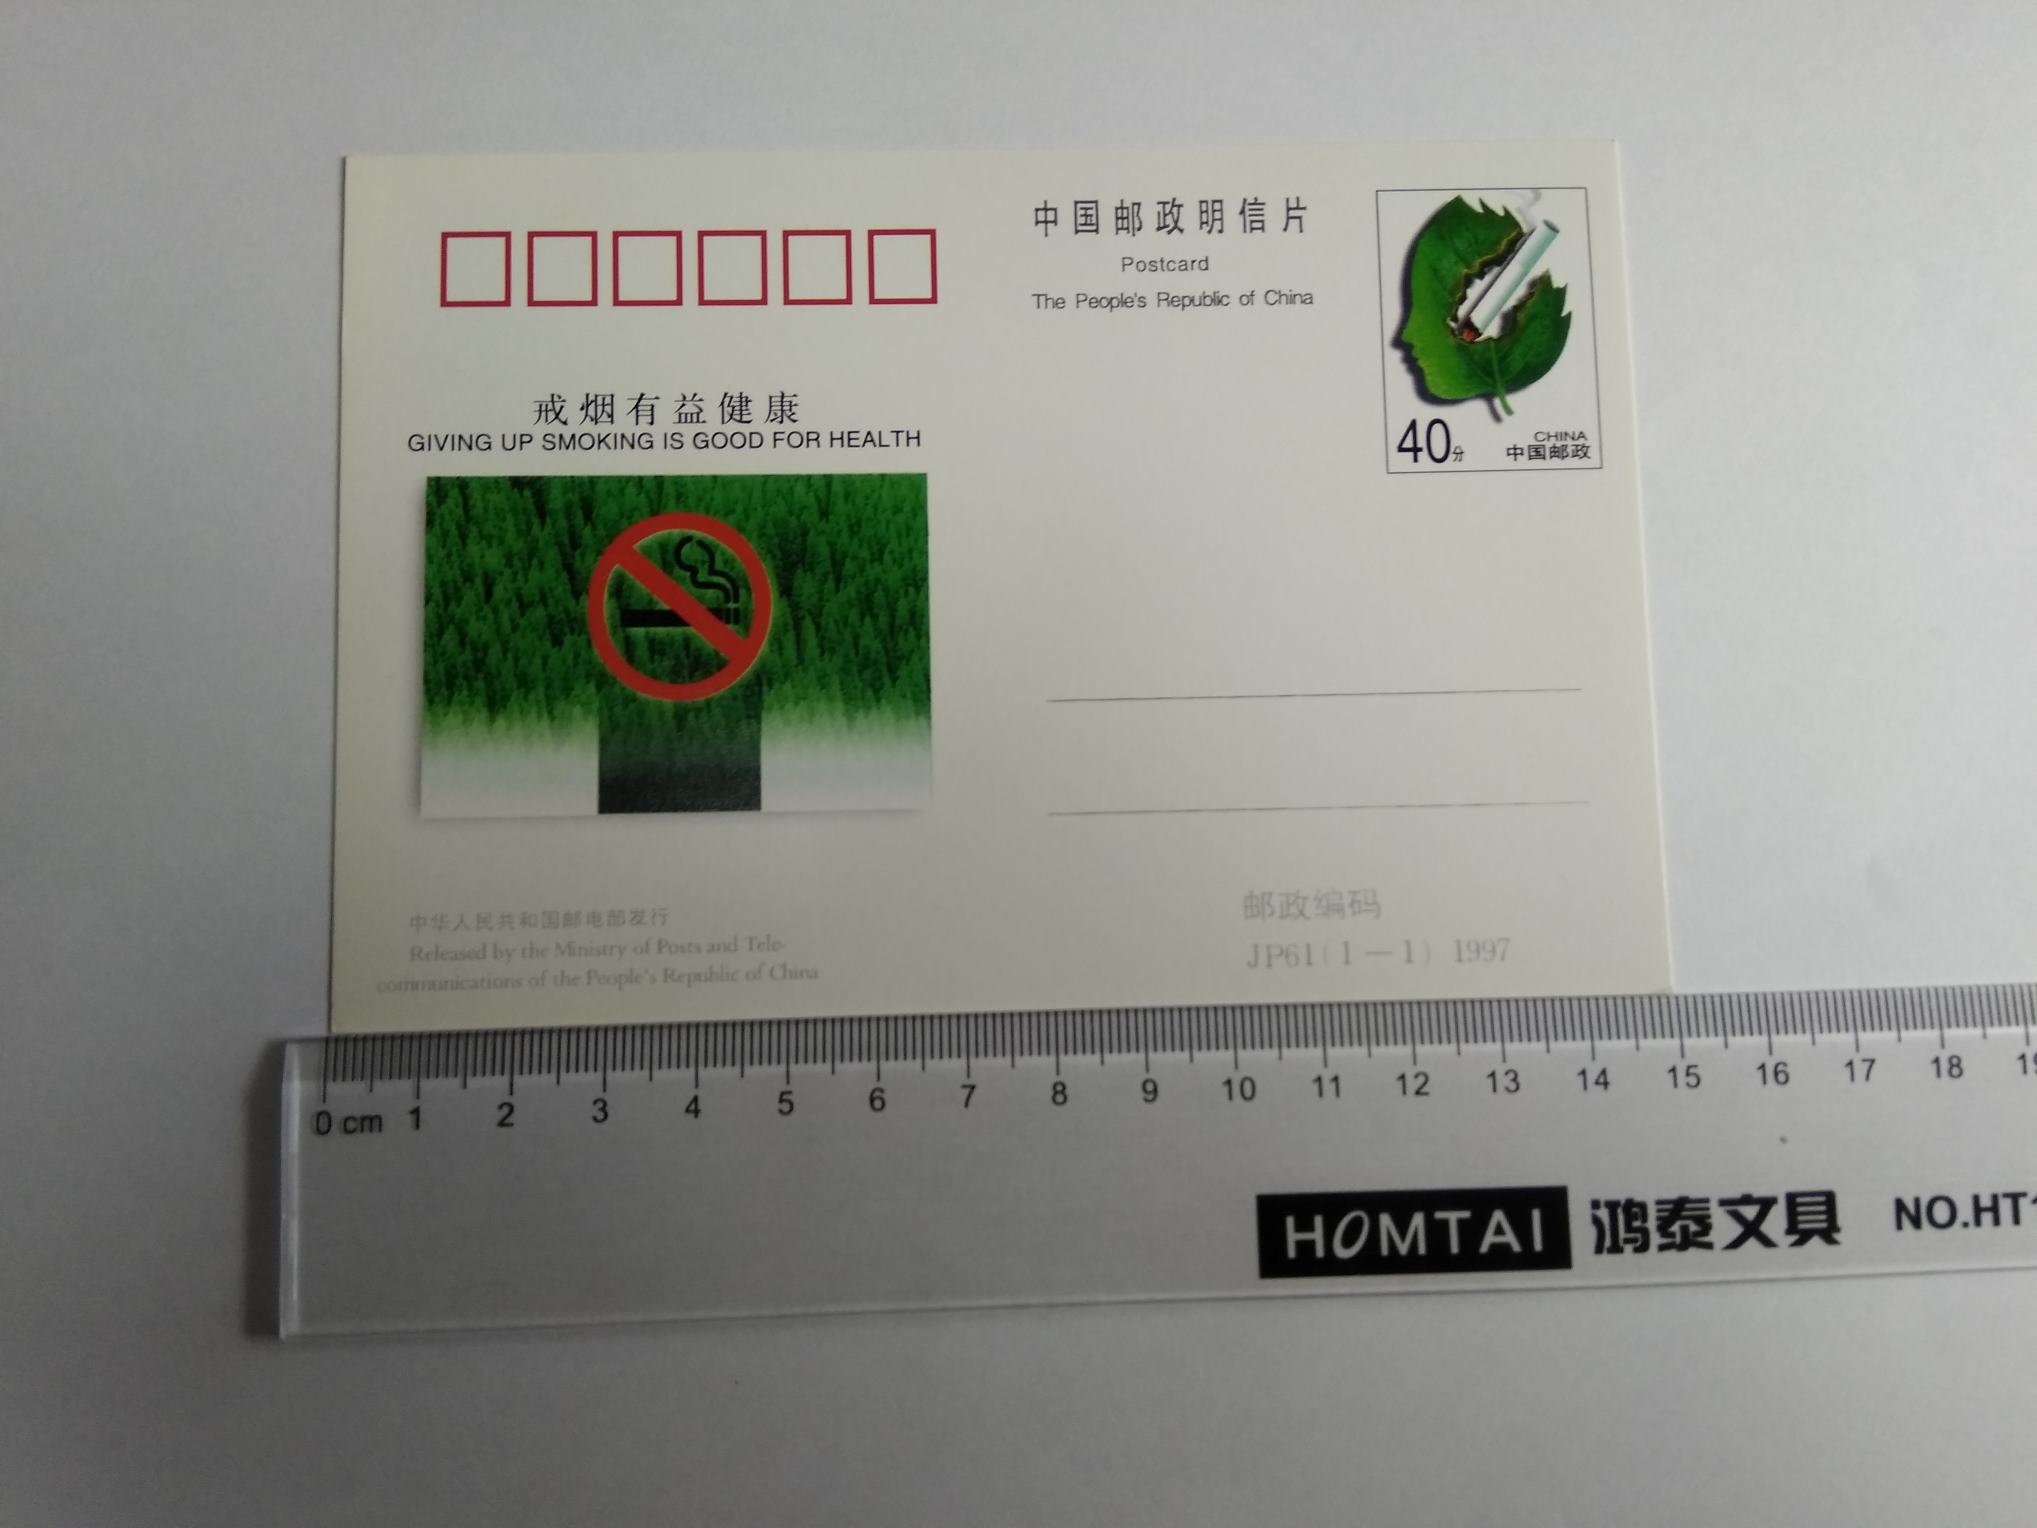 中国邮政明信片
Postcard
The People's Republic of China
40分
CHINA
中国邮政
戒烟有益健康
GIVING UP SMOKING IS GOOD FOR HEALTH
中华人民共和国邮电部发行
Released by the Ministry of Posts and Tele-
communications of the People's Republic of China
邮政编码
JP61(1—1) 1997
0 cm 1 2 3 4 5 6 7 8 9 10 11 12 13 14 15 16 17 18
HOMTAI 鸿泰文具 NO.HT